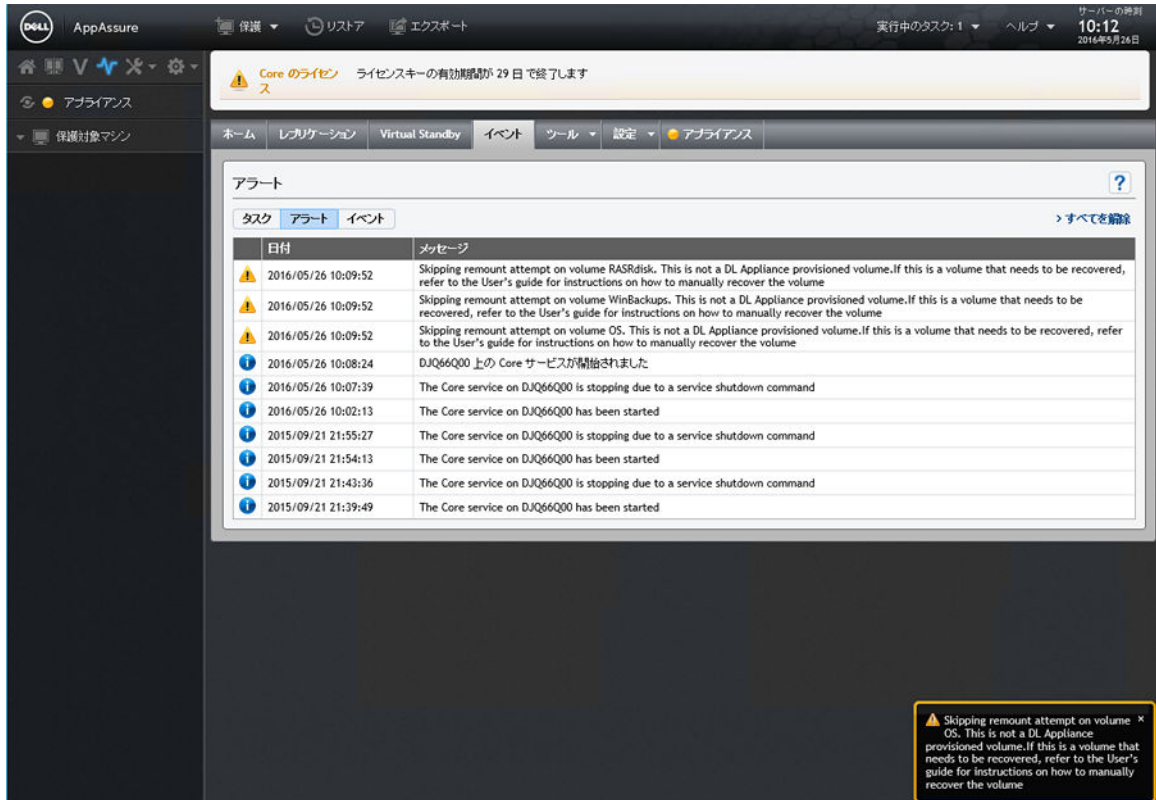 DELL AppAssure 保護 リストア エクスポート 実行中のタスク: 1 ヘルプ サーバーの時刻
10:12
2016年5月26日
Core のライセン
ス
ライセンスキーの有効期間が 29 日 で終了します
アプライアンス
保護対象マシン
ホーム レプリケーション Virtual Standby イベント ツール 設定 アプライアンス
アラート ?
タスク アラート イベント › すべてを解除
日付 メッセージ
2016/05/26 10:09:52 Skipping remount attempt on volume RASRdisk. This is not a DL Appliance provisioned volume.If this is a volume that needs to be recovered,
refer to the User's guide for instructions on how to manually recover the volume
2016/05/26 10:09:52 Skipping remount attempt on volume WinBackups. This is not a DL Appliance provisioned volume.If this is a volume that needs to be
recovered, refer to the User's guide for instructions on how to manually recover the volume
2016/05/26 10:09:52 Skipping remount attempt on volume OS. This is not a DL Appliance provisioned volume.If this is a volume that needs to be recovered, refer
to the User's guide for instructions on how to manually recover the volume
2016/05/26 10:08:24 DJQ66Q00 上の Core サービスが開始されました
2016/05/26 10:07:39 The Core service on DJQ66Q00 is stopping due to a service shutdown command
2016/05/26 10:02:13 The Core service on DJQ66Q00 has been started
2015/09/21 21:55:27 The Core service on DJQ66Q00 is stopping due to a service shutdown command
2015/09/21 21:54:13 The Core service on DJQ66Q00 has been started
2015/09/21 21:43:36 The Core service on DJQ66Q00 is stopping due to a service shutdown command
2015/09/21 21:39:49 The Core service on DJQ66Q00 has been started
Skipping remount attempt on volume ×
OS. This is not a DL Appliance
provisioned volume.If this is a volume that
needs to be recovered, refer to the User's
guide for instructions on how to manually
recover the volume